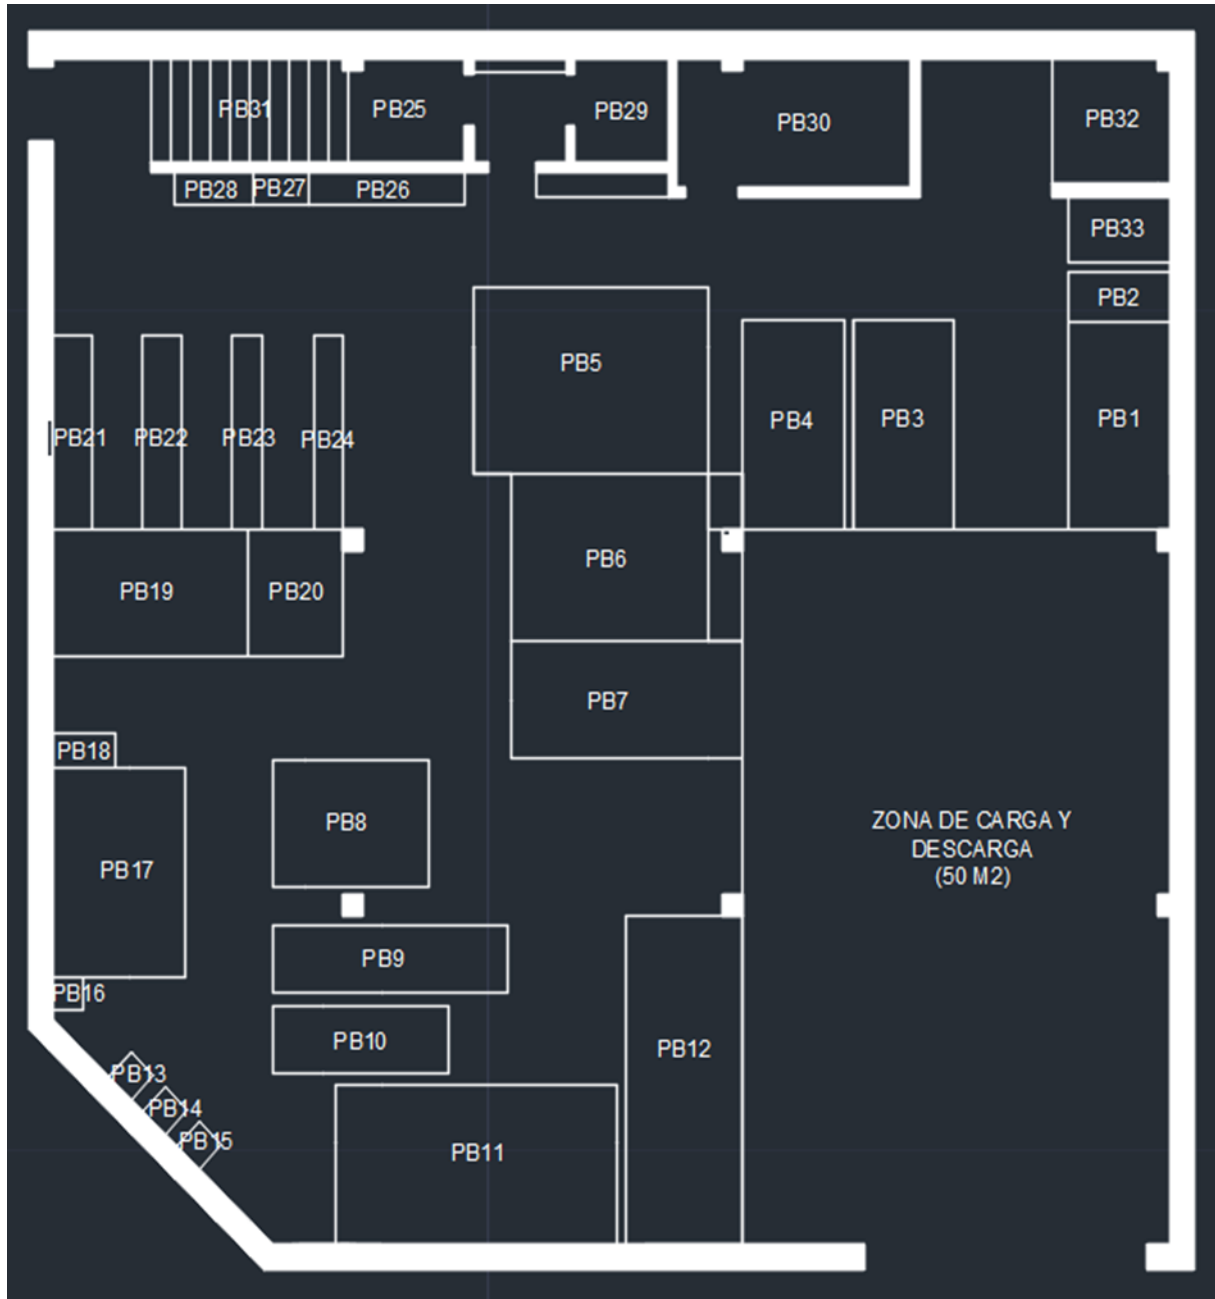 PB31
PB25
PB29
PB30
PB32
PB28
PB27
PB26
PB33
PB2
PB5
PB4
PB3
PB1
PB21
PB22
PB23
PB24
PB6
PB19
PB20
PB7
PB18
PB8
PB17
ZONA DE CARGA Y
DESCARGA
(50 M2)
PB9
PB16
PB10
PB12
PB13
PB14
PB15
PB11